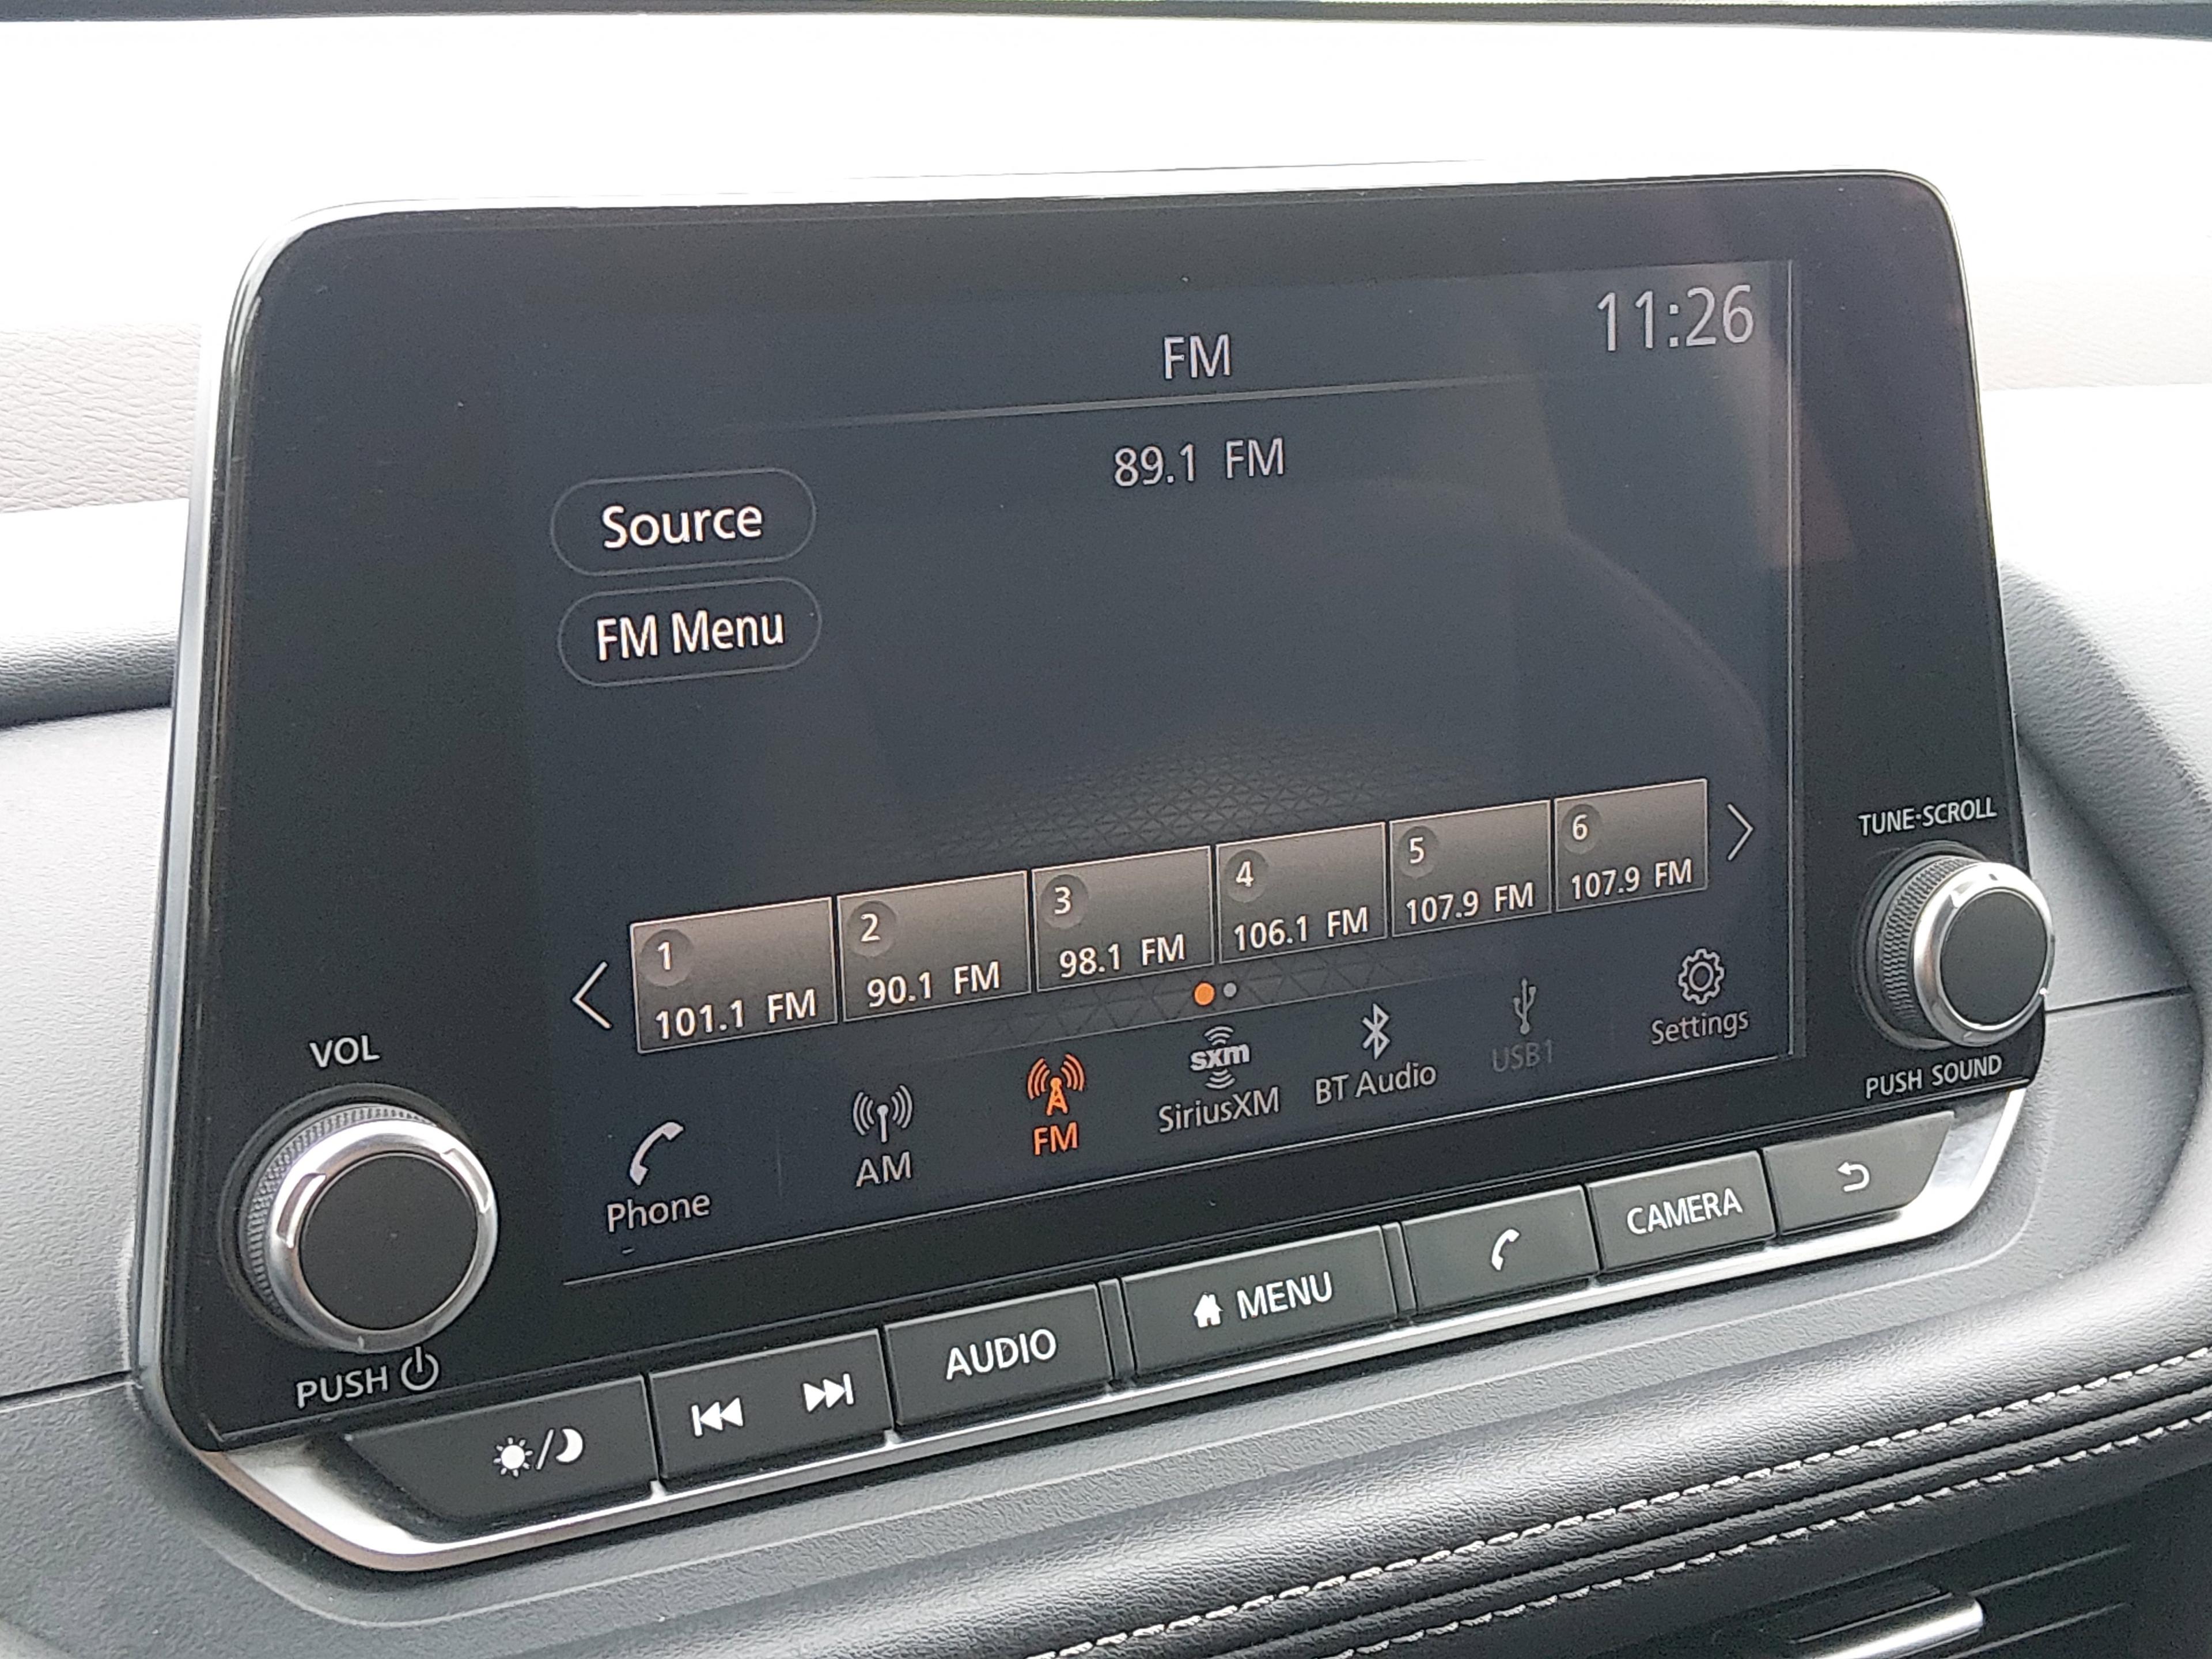 FM
11:26
89.1 FM
Source
FM Menu
1
101.1 FM
2
90.1 FM
3
98.1 FM
4
106.1 FM
5
107.9 FM
6
107.9 FM
Phone
AM
FM
sxm
SiriusXM
BT Audio
USB1
Settings
VOL
PUSH
TUNE·SCROLL
PUSH SOUND
AUDIO
MENU
CAMERA